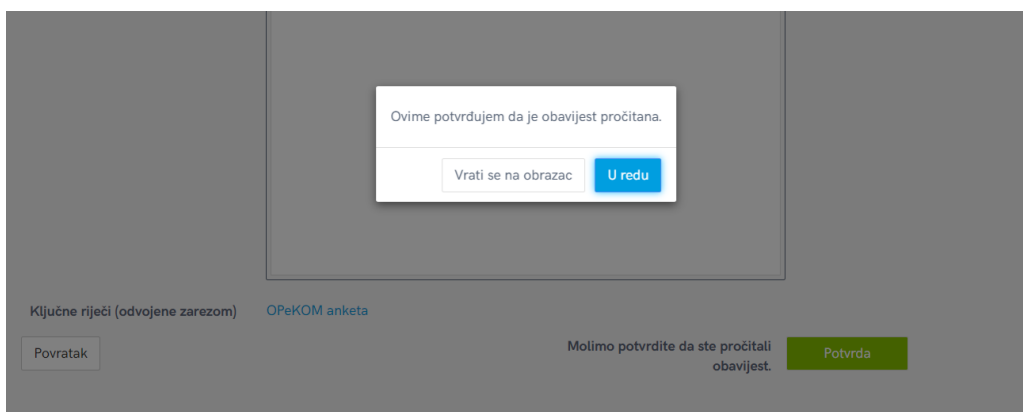 Ovime potvrđujem da je obavijest pročitana.
Vrati se na obrazac
U redu
Ključne riječi (odvojene zarezom)
OPeKOM anketa
Povratak
Molimo potvrdite da ste pročitali
obavijest.
Potvrda